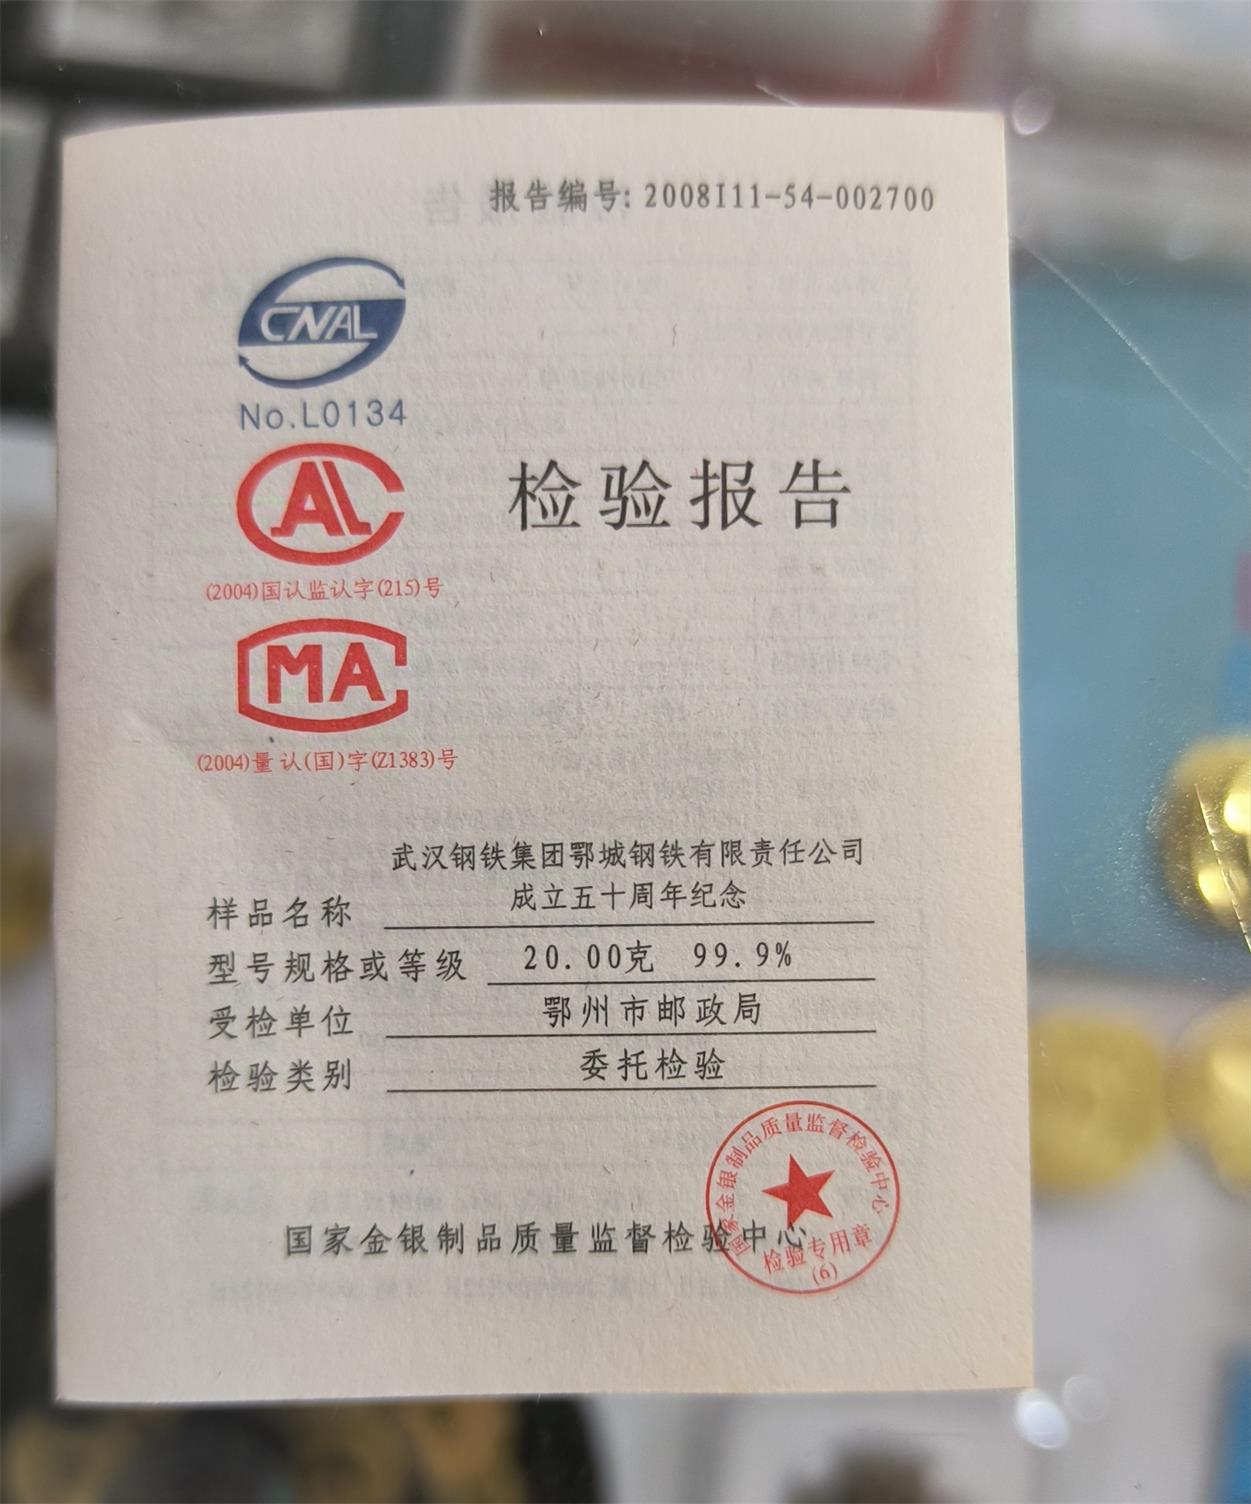 报告编号: 2008I11-54-002700
CNAL
No.L0134
AL
检验报告
(2004)国认监认字(215)号
MA
(2004)量认(国)字(Z1383)号
武汉钢铁集团鄂城钢铁有限责任公司
样品名称 成立五十周年纪念
型号规格或等级 20.00克 99.9%
受检单位 鄂州市邮政局
检验类别 委托检验
国家金银制品质量监督检验中心
国家金银制品质量监督检验中心
检验专用章
(6)